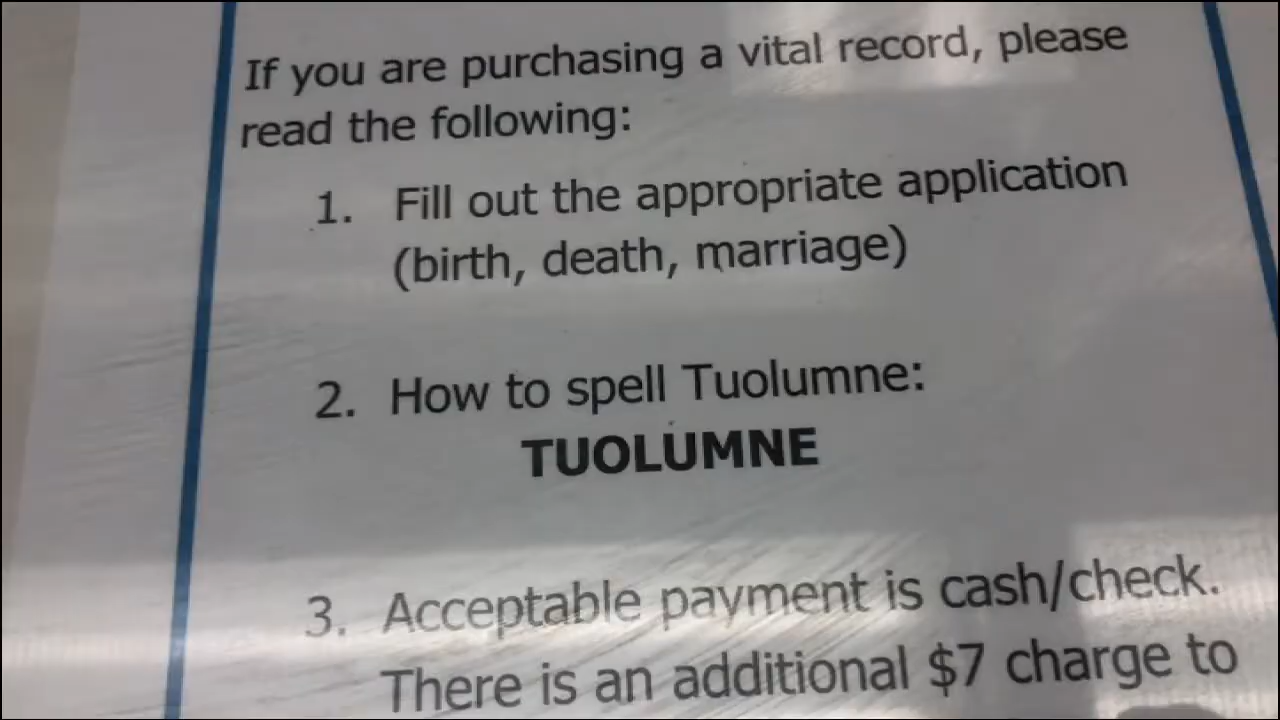 If you are purchasing a vital record, please
read the following:
1. Fill out the appropriate application
(birth, death, marriage)
2. How to spell Tuolumne:
TUOLUMNE
3. Acceptable payment is cash/check.
There is an additional $7 charge to